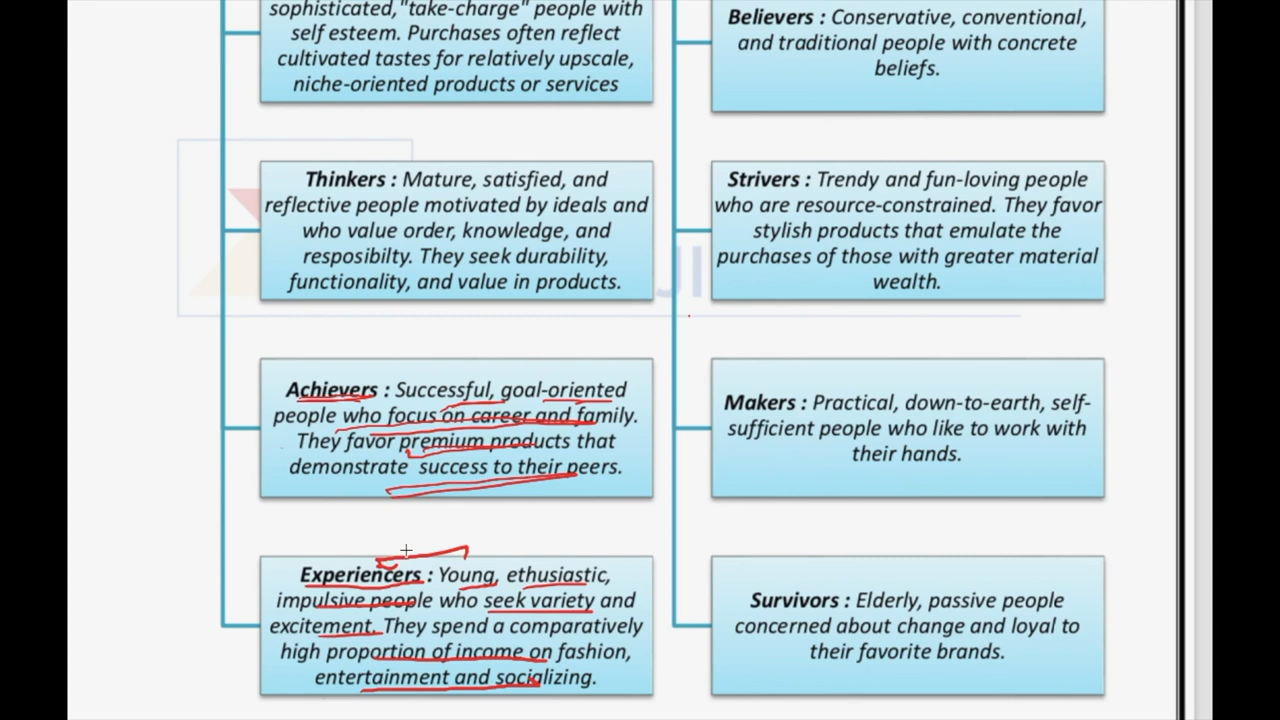 sophisticated,"take-charge" people with
self esteem. Purchases often reflect
cultivated tastes for relatively upscale,
niche-oriented products or services
Thinkers : Mature, satisfied, and
reflective people motivated by ideals and
who value order, knowledge, and
resposibilty. They seek durability,
functionality, and value in products.
Achievers : Successful, goal-oriented
people who focus on career and family.
They favor premium products that
demonstrate success to their peers.
Experiencers : Young, ethusiastic,
impulsive people who seek variety and
excitement. They spend a comparatively
high proportion of income on fashion,
entertainment and socializing.
Believers : Conservative, conventional,
and traditional people with concrete
beliefs.
Strivers : Trendy and fun-loving people
who are resource-constrained. They favor
stylish products that emulate the
purchases of those with greater material
wealth.
Makers : Practical, down-to-earth, self-
sufficient people who like to work with
their hands.
Survivors : Elderly, passive people
concerned about change and loyal to
their favorite brands.